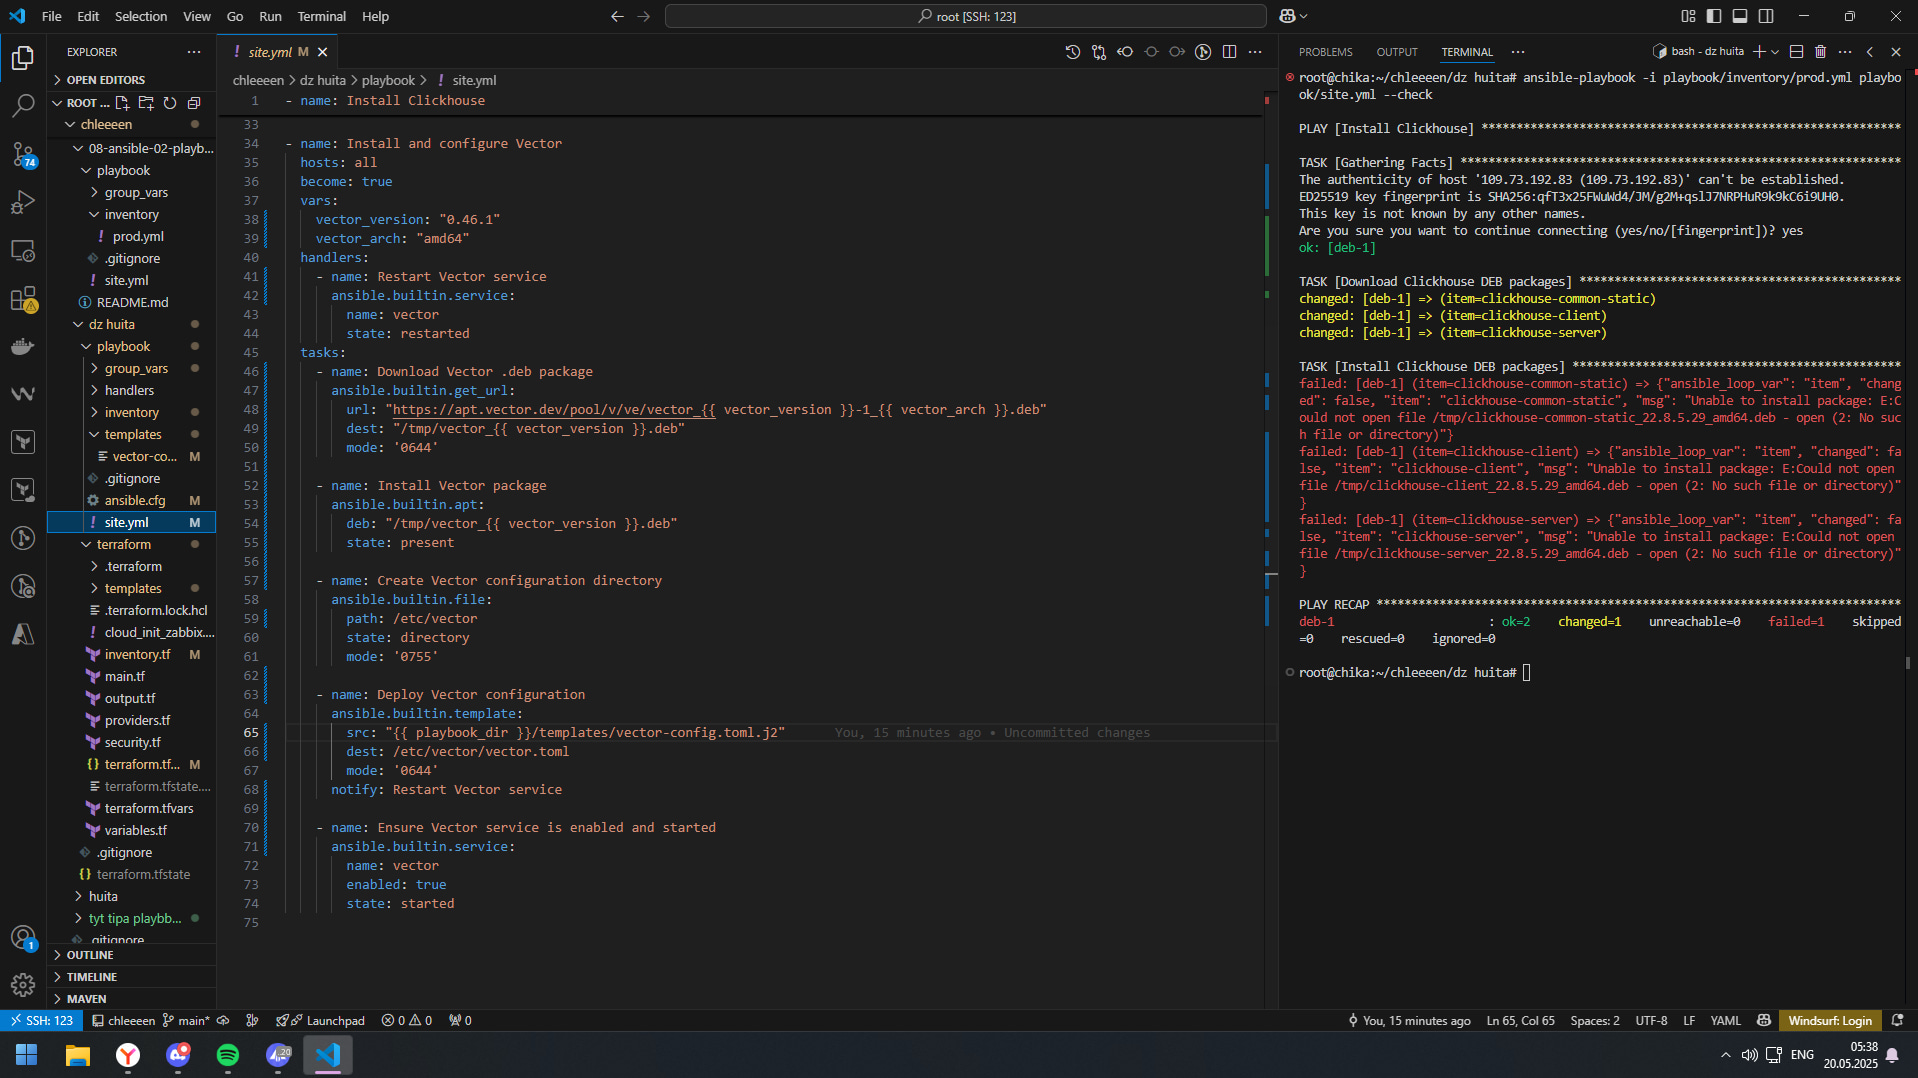 File Edit Selection View Go Run Terminal Help
root [SSH: 123]
EXPLORER
OPEN EDITORS
ROOT ...
chleeeen
08-ansible-02-playb...
playbook
group_vars
inventory
! prod.yml
.gitignore
! site.yml
README.md
dz huita
playbook
group_vars
handlers
inventory
templates
vector-co... M
.gitignore
ansible.cfg M
! site.yml M
terraform
.terraform
templates
.terraform.lock.hcl
! cloud_init_zabbix....
inventory.tf M
main.tf
output.tf
providers.tf
security.tf
{} terraform.tf... M
terraform.tfstate....
terraform.tfvars
variables.tf
.gitignore
{} terraform.tfstate
huita
tyt tipa playbb...
.gitignore
OUTLINE
TIMELINE
MAVEN
74
1
! site.yml M
chleeeen > dz huita > playbook > ! site.yml
1 - name: Install Clickhouse
33
34 - name: Install and configure Vector
35 hosts: all
36 become: true
37 vars:
38 vector_version: "0.46.1"
39 vector_arch: "amd64"
40 handlers:
41 - name: Restart Vector service
42 ansible.builtin.service:
43 name: vector
44 state: restarted
45 tasks:
46 - name: Download Vector .deb package
47 ansible.builtin.get_url:
48 url: "https://apt.vector.dev/pool/v/ve/vector_{{ vector_version }}-1_{{ vector_arch }}.deb"
49 dest: "/tmp/vector_{{ vector_version }}.deb"
50 mode: '0644'
51
52 - name: Install Vector package
53 ansible.builtin.apt:
54 deb: "/tmp/vector_{{ vector_version }}.deb"
55 state: present
56
57 - name: Create Vector configuration directory
58 ansible.builtin.file:
59 path: /etc/vector
60 state: directory
61 mode: '0755'
62
63 - name: Deploy Vector configuration
64 ansible.builtin.template:
65 src: "{{ playbook_dir }}/templates/vector-config.toml.j2" You, 15 minutes ago • Uncommitted changes
66 dest: /etc/vector/vector.toml
67 mode: '0644'
68 notify: Restart Vector service
69
70 - name: Ensure Vector service is enabled and started
71 ansible.builtin.service:
72 name: vector
73 enabled: true
74 state: started
75
PROBLEMS OUTPUT TERMINAL ... bash - dz huita
root@chika:~/chleeeen/dz huita# ansible-playbook -i playbook/inventory/prod.yml playbo
ok/site.yml --check
PLAY [Install Clickhouse] ************************************************************
TASK [Gathering Facts] ***************************************************************
The authenticity of host '109.73.192.83 (109.73.192.83)' can't be established.
ED25519 key fingerprint is SHA256:qfT3x25FWuWd4/JM/g2M+qslJ7NRPHuR9k9kC6i9UH0.
This key is not known by any other names.
Are you sure you want to continue connecting (yes/no/[fingerprint])? yes
ok: [deb-1]
TASK [Download Clickhouse DEB packages] **********************************************
changed: [deb-1] => (item=clickhouse-common-static)
changed: [deb-1] => (item=clickhouse-client)
changed: [deb-1] => (item=clickhouse-server)
TASK [Install Clickhouse DEB packages] ***********************************************
failed: [deb-1] (item=clickhouse-common-static) => {"ansible_loop_var": "item", "chang
ed": false, "item": "clickhouse-common-static", "msg": "Unable to install package: E:C
ould not open file /tmp/clickhouse-common-static_22.8.5.29_amd64.deb - open (2: No suc
h file or directory)"}
failed: [deb-1] (item=clickhouse-client) => {"ansible_loop_var": "item", "changed": fa
lse, "item": "clickhouse-client", "msg": "Unable to install package: E:Could not open
file /tmp/clickhouse-client_22.8.5.29_amd64.deb - open (2: No such file or directory)"
}
failed: [deb-1] (item=clickhouse-server) => {"ansible_loop_var": "item", "changed": fa
lse, "item": "clickhouse-server", "msg": "Unable to install package: E:Could not open
file /tmp/clickhouse-server_22.8.5.29_amd64.deb - open (2: No such file or directory)"
}
PLAY RECAP ***************************************************************************
deb-1 : ok=2 changed=1 unreachable=0 failed=1 skipped
=0 rescued=0 ignored=0
root@chika:~/chleeeen/dz huita#
SSH: 123 chleeeen main* Launchpad 0 0 0
You, 15 minutes ago Ln 65, Col 65 Spaces: 2 UTF-8 LF YAML Windsurf: Login
20
ENG
05:38
20.05.2025